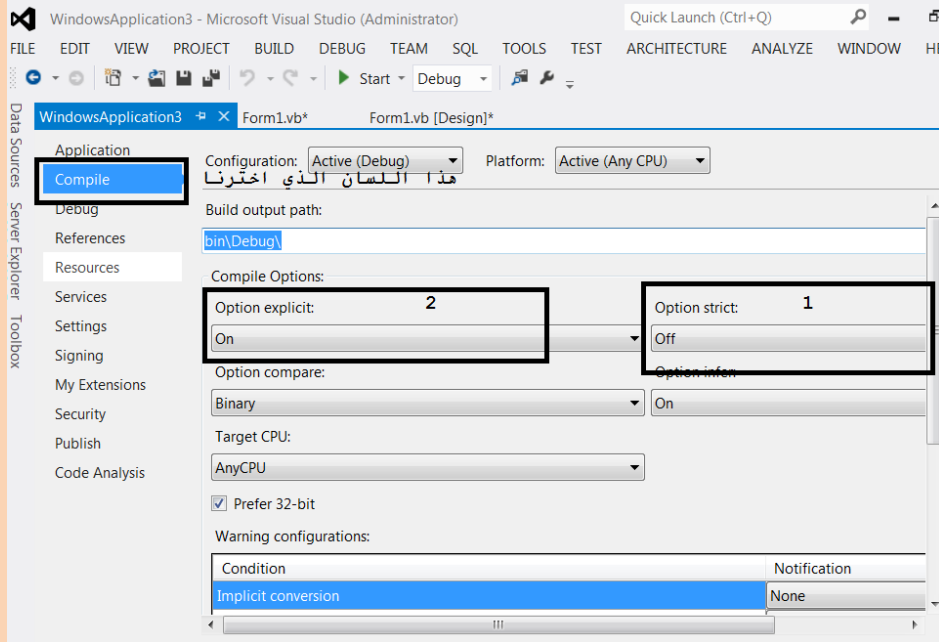 WindowsApplication3 - Microsoft Visual Studio (Administrator)
Quick Launch (Ctrl+Q)
FILE EDIT VIEW PROJECT BUILD DEBUG TEAM SQL TOOLS TEST ARCHITECTURE ANALYZE WINDOW
Start Debug
Data Sources Server Explorer Toolbox
WindowsApplication3 Form1.vb* Form1.vb [Design]*
Application
Compile
Debug
References
Resources
Services
Settings
Signing
My Extensions
Security
Publish
Code Analysis
Configuration: Active (Debug) Platform: Active (Any CPU)
هذا اللسان الذي اخترنا
Build output path:
bin\Debug\
Compile Options:
Option explicit: 2 Option strict: 1
On Off
Option compare: Option infer:
Binary On
Target CPU:
AnyCPU
Prefer 32-bit
Warning configurations:
Condition Notification
Implicit conversion None